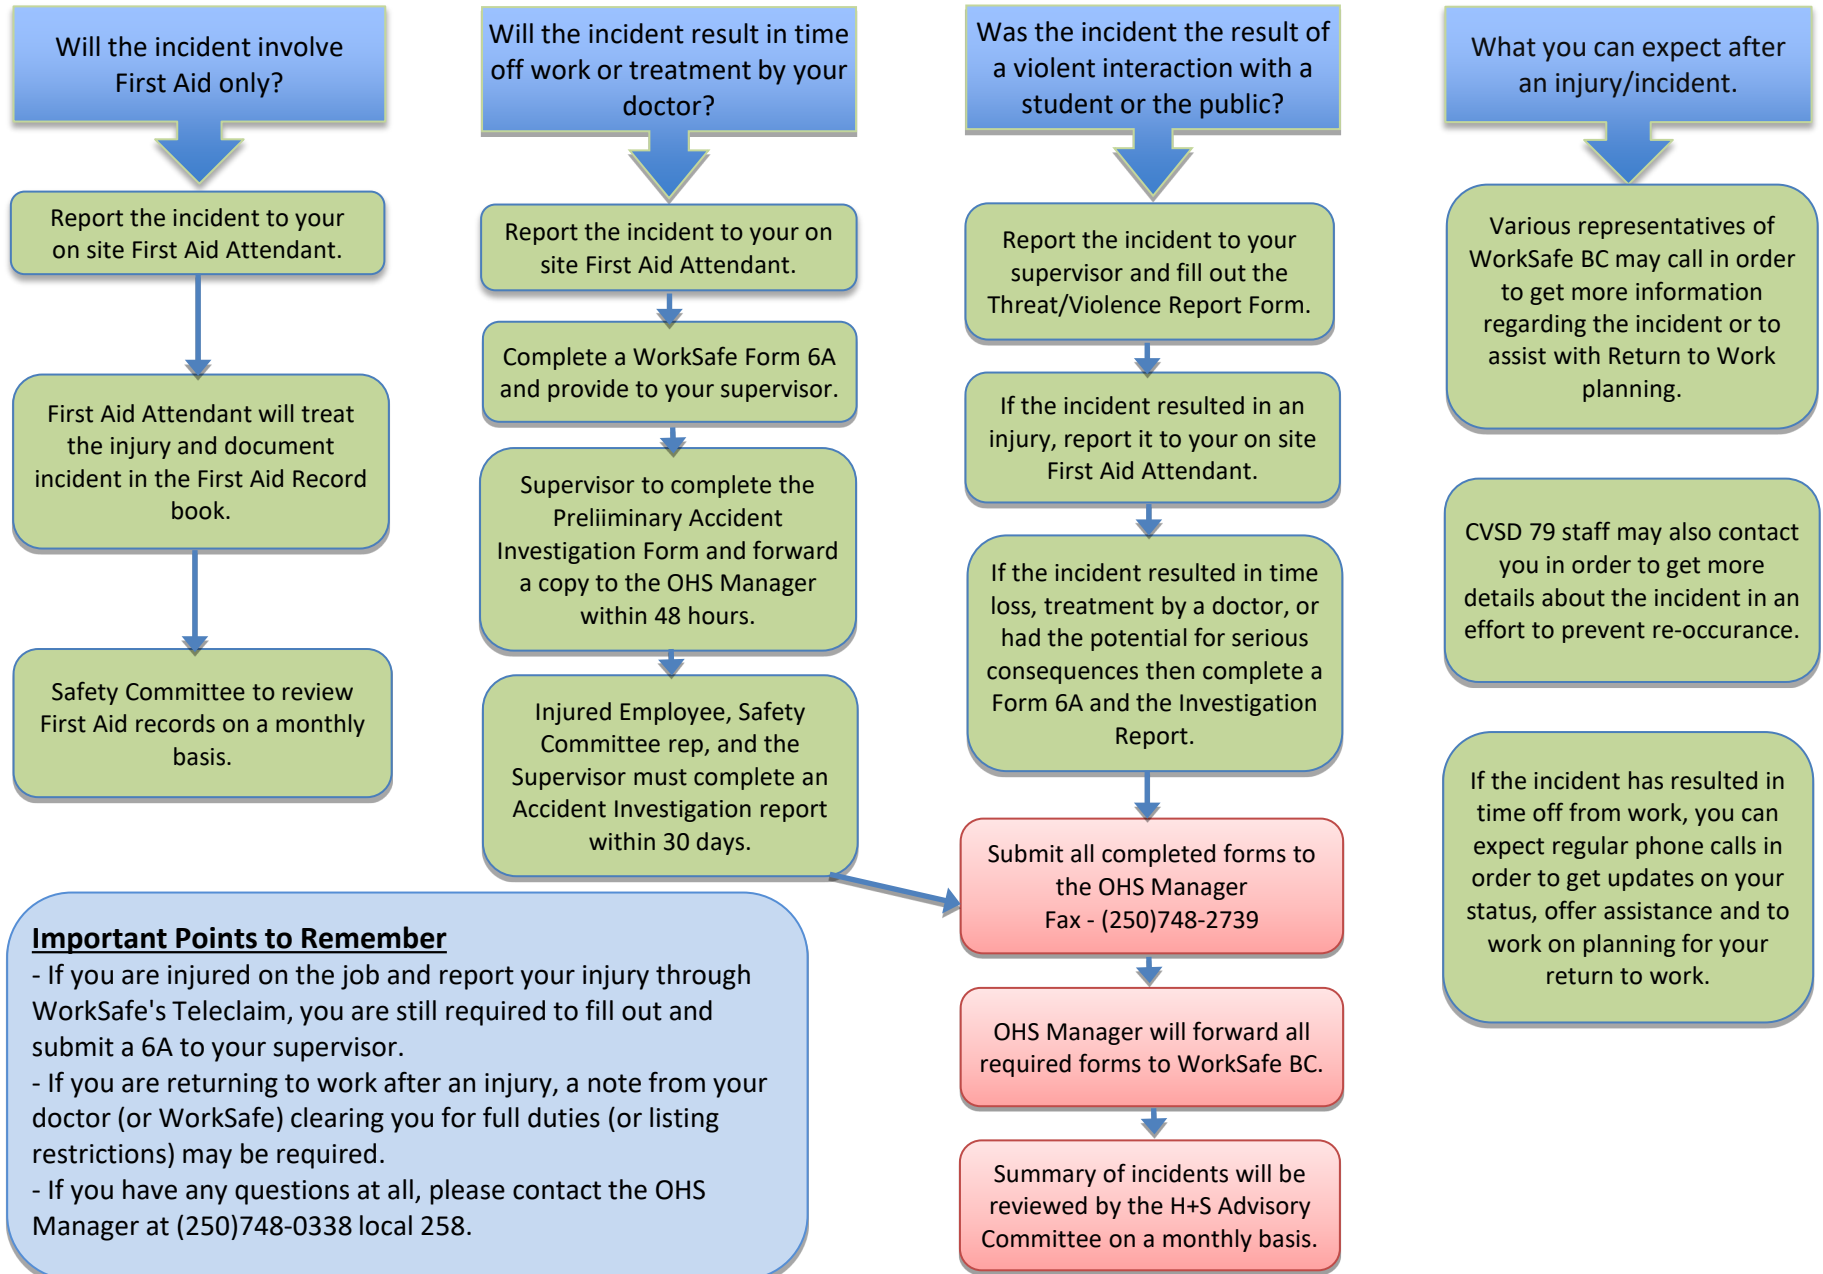 Will the incident involve
First Aid only?
Report the incident to your
on site First Aid Attendant.
First Aid Attendant will treat
the injury and document
incident in the First Aid Record
book.
Safety Committee to review
First Aid records on a monthly
basis.
Will the incident result in time
off work or treatment by your
doctor?
Report the incident to your on
site First Aid Attendant.
Complete a WorkSafe Form 6A
and provide to your supervisor.
Supervisor to complete the
Preliiminary Accident
Investigation Form and forward
a copy to the OHS Manager
within 48 hours.
Injured Employee, Safety
Committee rep, and the
Supervisor must complete an
Accident Investigation report
within 30 days.
Was the incident the result of
a violent interaction with a
student or the public?
Report the incident to your
supervisor and fill out the
Threat/Violence Report Form.
If the incident resulted in an
injury, report it to your on site
First Aid Attendant.
If the incident resulted in time
loss, treatment by a doctor, or
had the potential for serious
consequences then complete a
Form 6A and the Investigation
Report.
Submit all completed forms to
the OHS Manager
Fax - (250)748-2739
OHS Manager will forward all
required forms to WorkSafe BC.
Summary of incidents will be
reviewed by the H+S Advisory
Committee on a monthly basis.
What you can expect after
an injury/incident.
Various representatives of
WorkSafe BC may call in order
to get more information
regarding the incident or to
assist with Return to Work
planning.
CVSD 79 staff may also contact
you in order to get more
details about the incident in an
effort to prevent re-occurance.
If the incident has resulted in
time off from work, you can
expect regular phone calls in
order to get updates on your
status, offer assistance and to
work on planning for your
return to work.
Important Points to Remember
- If you are injured on the job and report your injury through
WorkSafe's Teleclaim, you are still required to fill out and
submit a 6A to your supervisor.
- If you are returning to work after an injury, a note from your
doctor (or WorkSafe) clearing you for full duties (or listing
restrictions) may be required.
- If you have any questions at all, please contact the OHS
Manager at (250)748-0338 local 258.